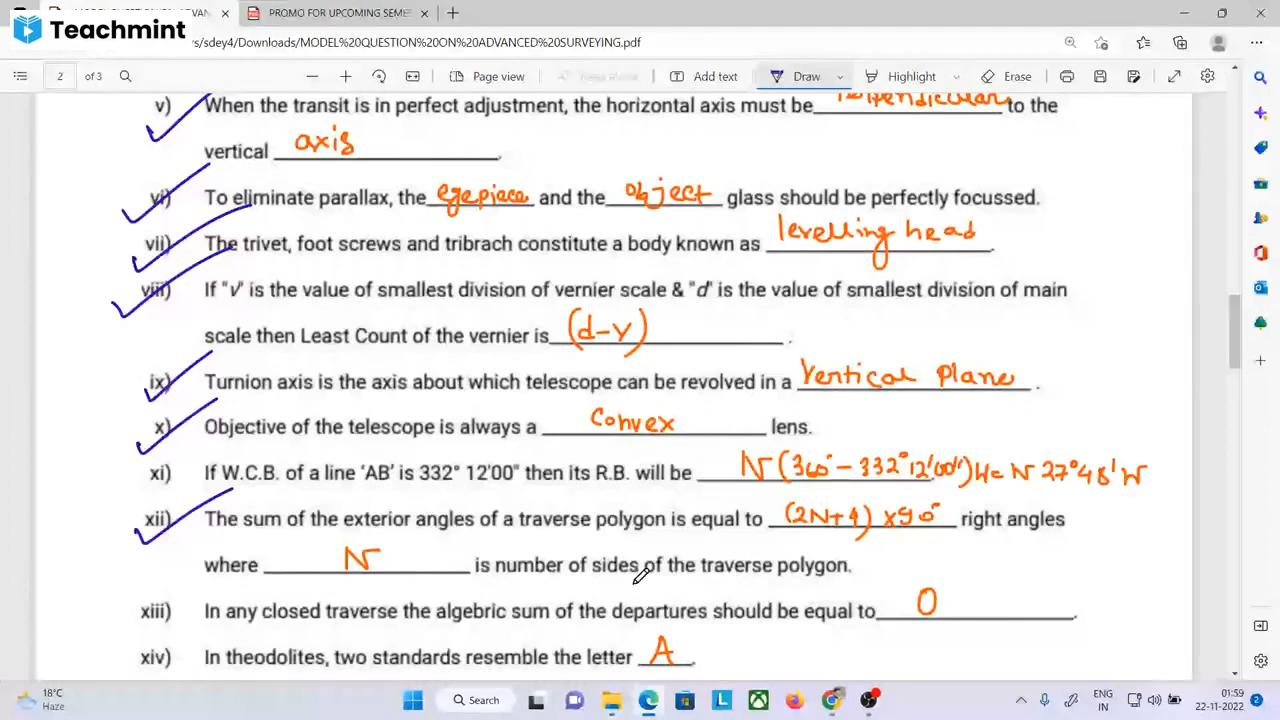 PROMO FOR UPCOMING SEME
Teachmint
s/sdey4/Downloads/MODEL%20QUESTION%20ON%20ADVANCED%20SURVEYING.pdf
2 of 3 Page view Read aloud Add text Draw Highlight Erase
v) When the transit is in perfect adjustment, the horizontal axis must be perpendicular to the
vertical axis.
vi) To eliminate parallax, the eyepiece and the object glass should be perfectly focussed.
vii) The trivet, foot screws and tribrach constitute a body known as levelling head.
viii) If "v" is the value of smallest division of vernier scale & "d" is the value of smallest division of main
scale then Least Count of the vernier is (d-v).
ix) Turnion axis is the axis about which telescope can be revolved in a Vertical plane.
x) Objective of the telescope is always a Convex lens.
xi) If W.C.B. of a line 'AB' is 332° 12'00" then its R.B. will be N(360°-332°12'00")W= N 27°48'W
xii) The sum of the exterior angles of a traverse polygon is equal to (2N+4)x90° right angles
where N is number of sides of the traverse polygon.
xiii) In any closed traverse the algebraic sum of the departures should be equal to 0.
xiv) In theodolites, two standards resemble the letter A.
18°C
Haze
Search
ENG
IN
01:59
22-11-2022